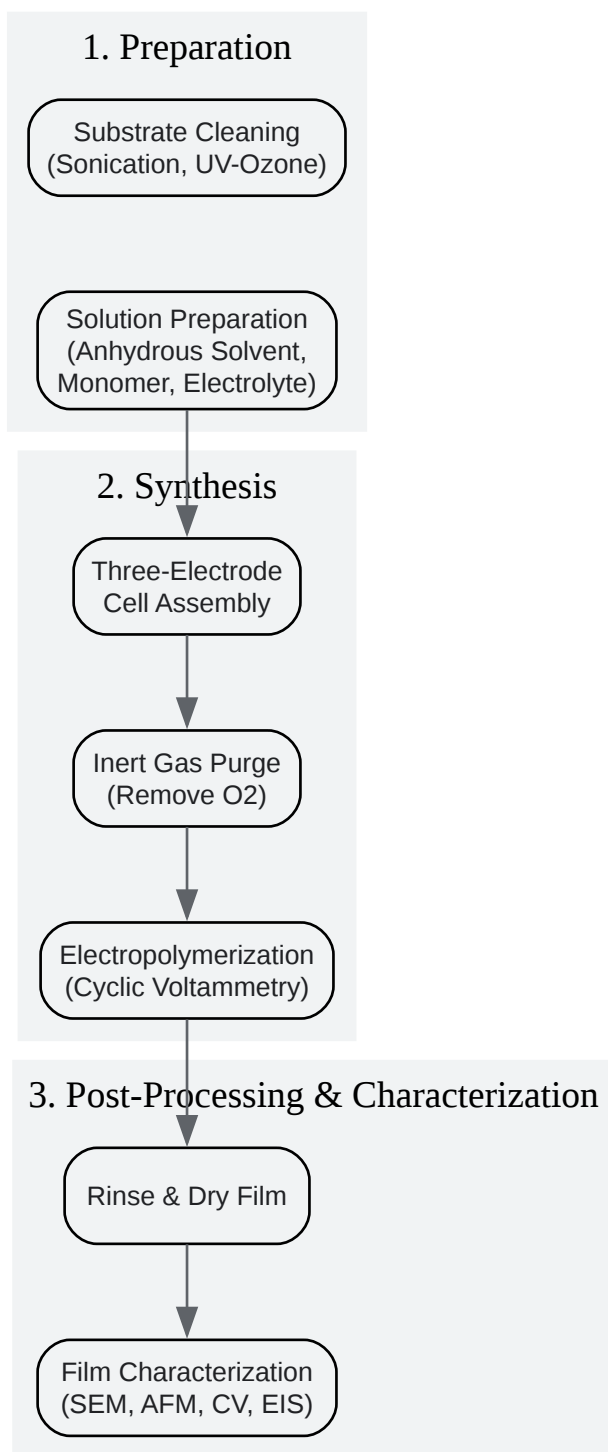 1. Preparation
Substrate Cleaning
(Sonication, UV-Ozone)
Solution Preparation
(Anhydrous Solvent,
Monomer, Electrolyte)
2. Synthesis
Three-Electrode
Cell Assembly
Inert Gas Purge
(Remove O2)
Electropolymerization
(Cyclic Voltammetry)
3. Post-Processing & Characterization
Rinse & Dry Film
Film Characterization
(SEM, AFM, CV, EIS)